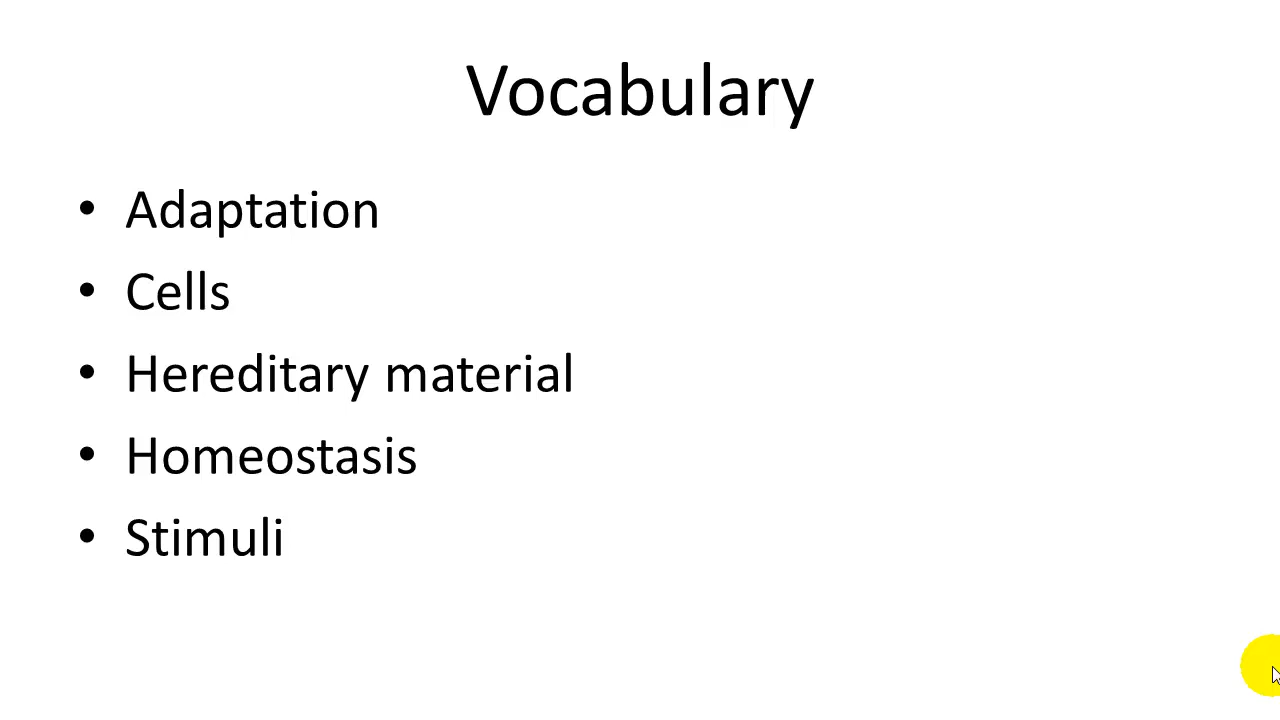 Vocabulary
• Adaptation
• Cells
• Hereditary material
• Homeostasis
• Stimuli